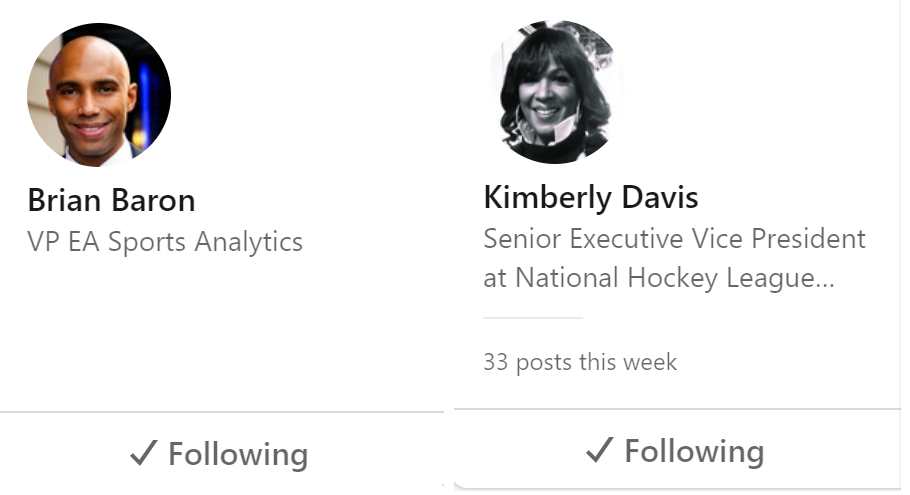 Brian Baron
VP EA Sports Analytics
Following
Kimberly Davis
Senior Executive Vice President
at National Hockey League...
33 posts this week
Following